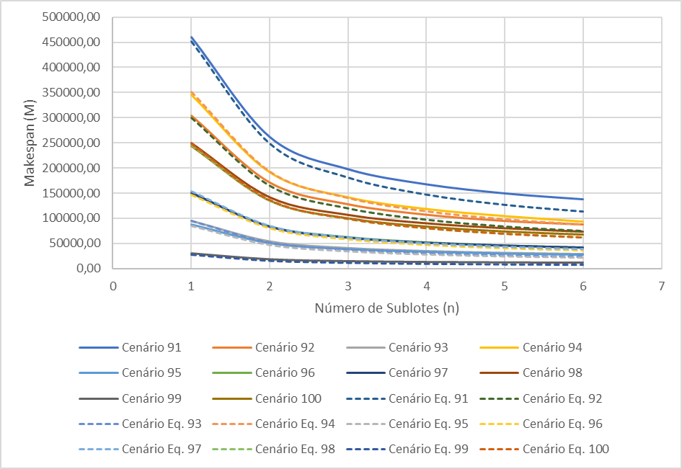 500000,00
450000,00
400000,00
350000,00
300000,00
250000,00
200000,00
150000,00
100000,00
50000,00
0,00
Makespan (M)
0 1 2 3 4 5 6 7
Número de Sublotes (n)
Cenário 91 Cenário 92 Cenário 93 Cenário 94
Cenário 95 Cenário 96 Cenário 97 Cenário 98
Cenário 99 Cenário 100 Cenário Eq. 91 Cenário Eq. 92
Cenário Eq. 93 Cenário Eq. 94 Cenário Eq. 95 Cenário Eq. 96
Cenário Eq. 97 Cenário Eq. 98 Cenário Eq. 99 Cenário Eq. 100